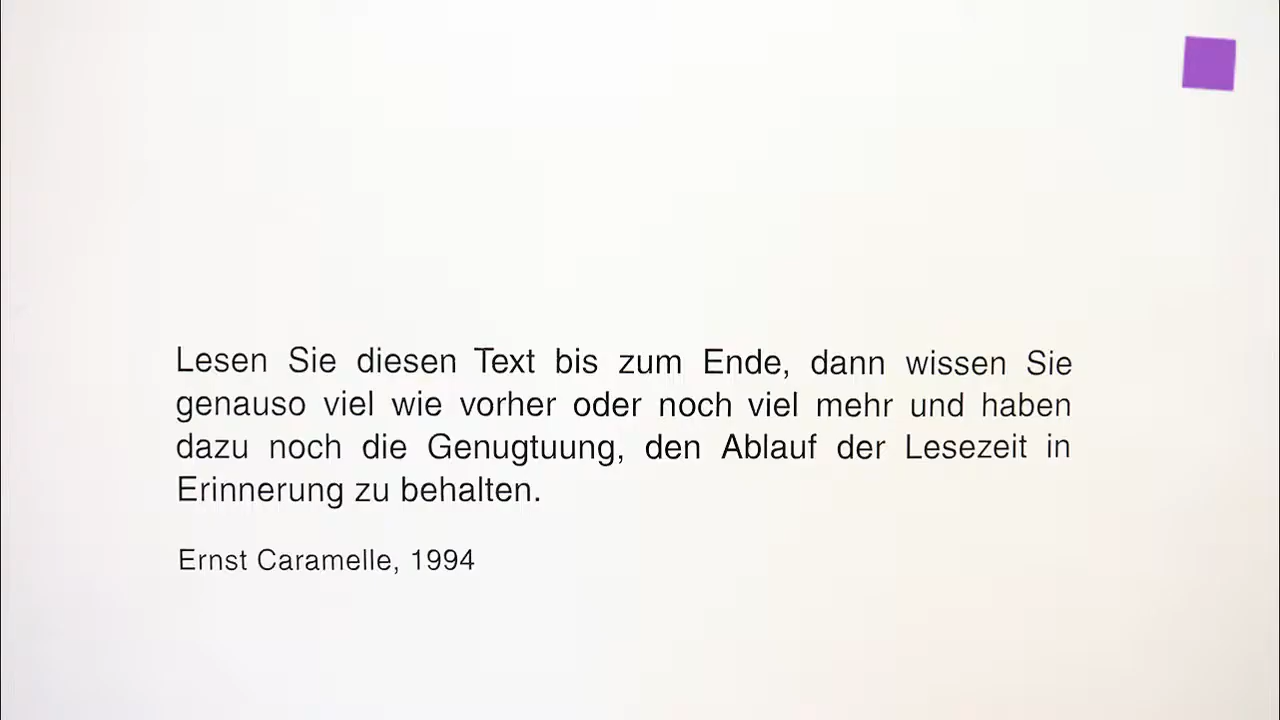 Lesen Sie diesen Text bis zum Ende, dann wissen Sie
genauso viel wie vorher oder noch viel mehr und haben
dazu noch die Genugtuung, den Ablauf der Lesezeit in
Erinnerung zu behalten.
Ernst Caramelle, 1994